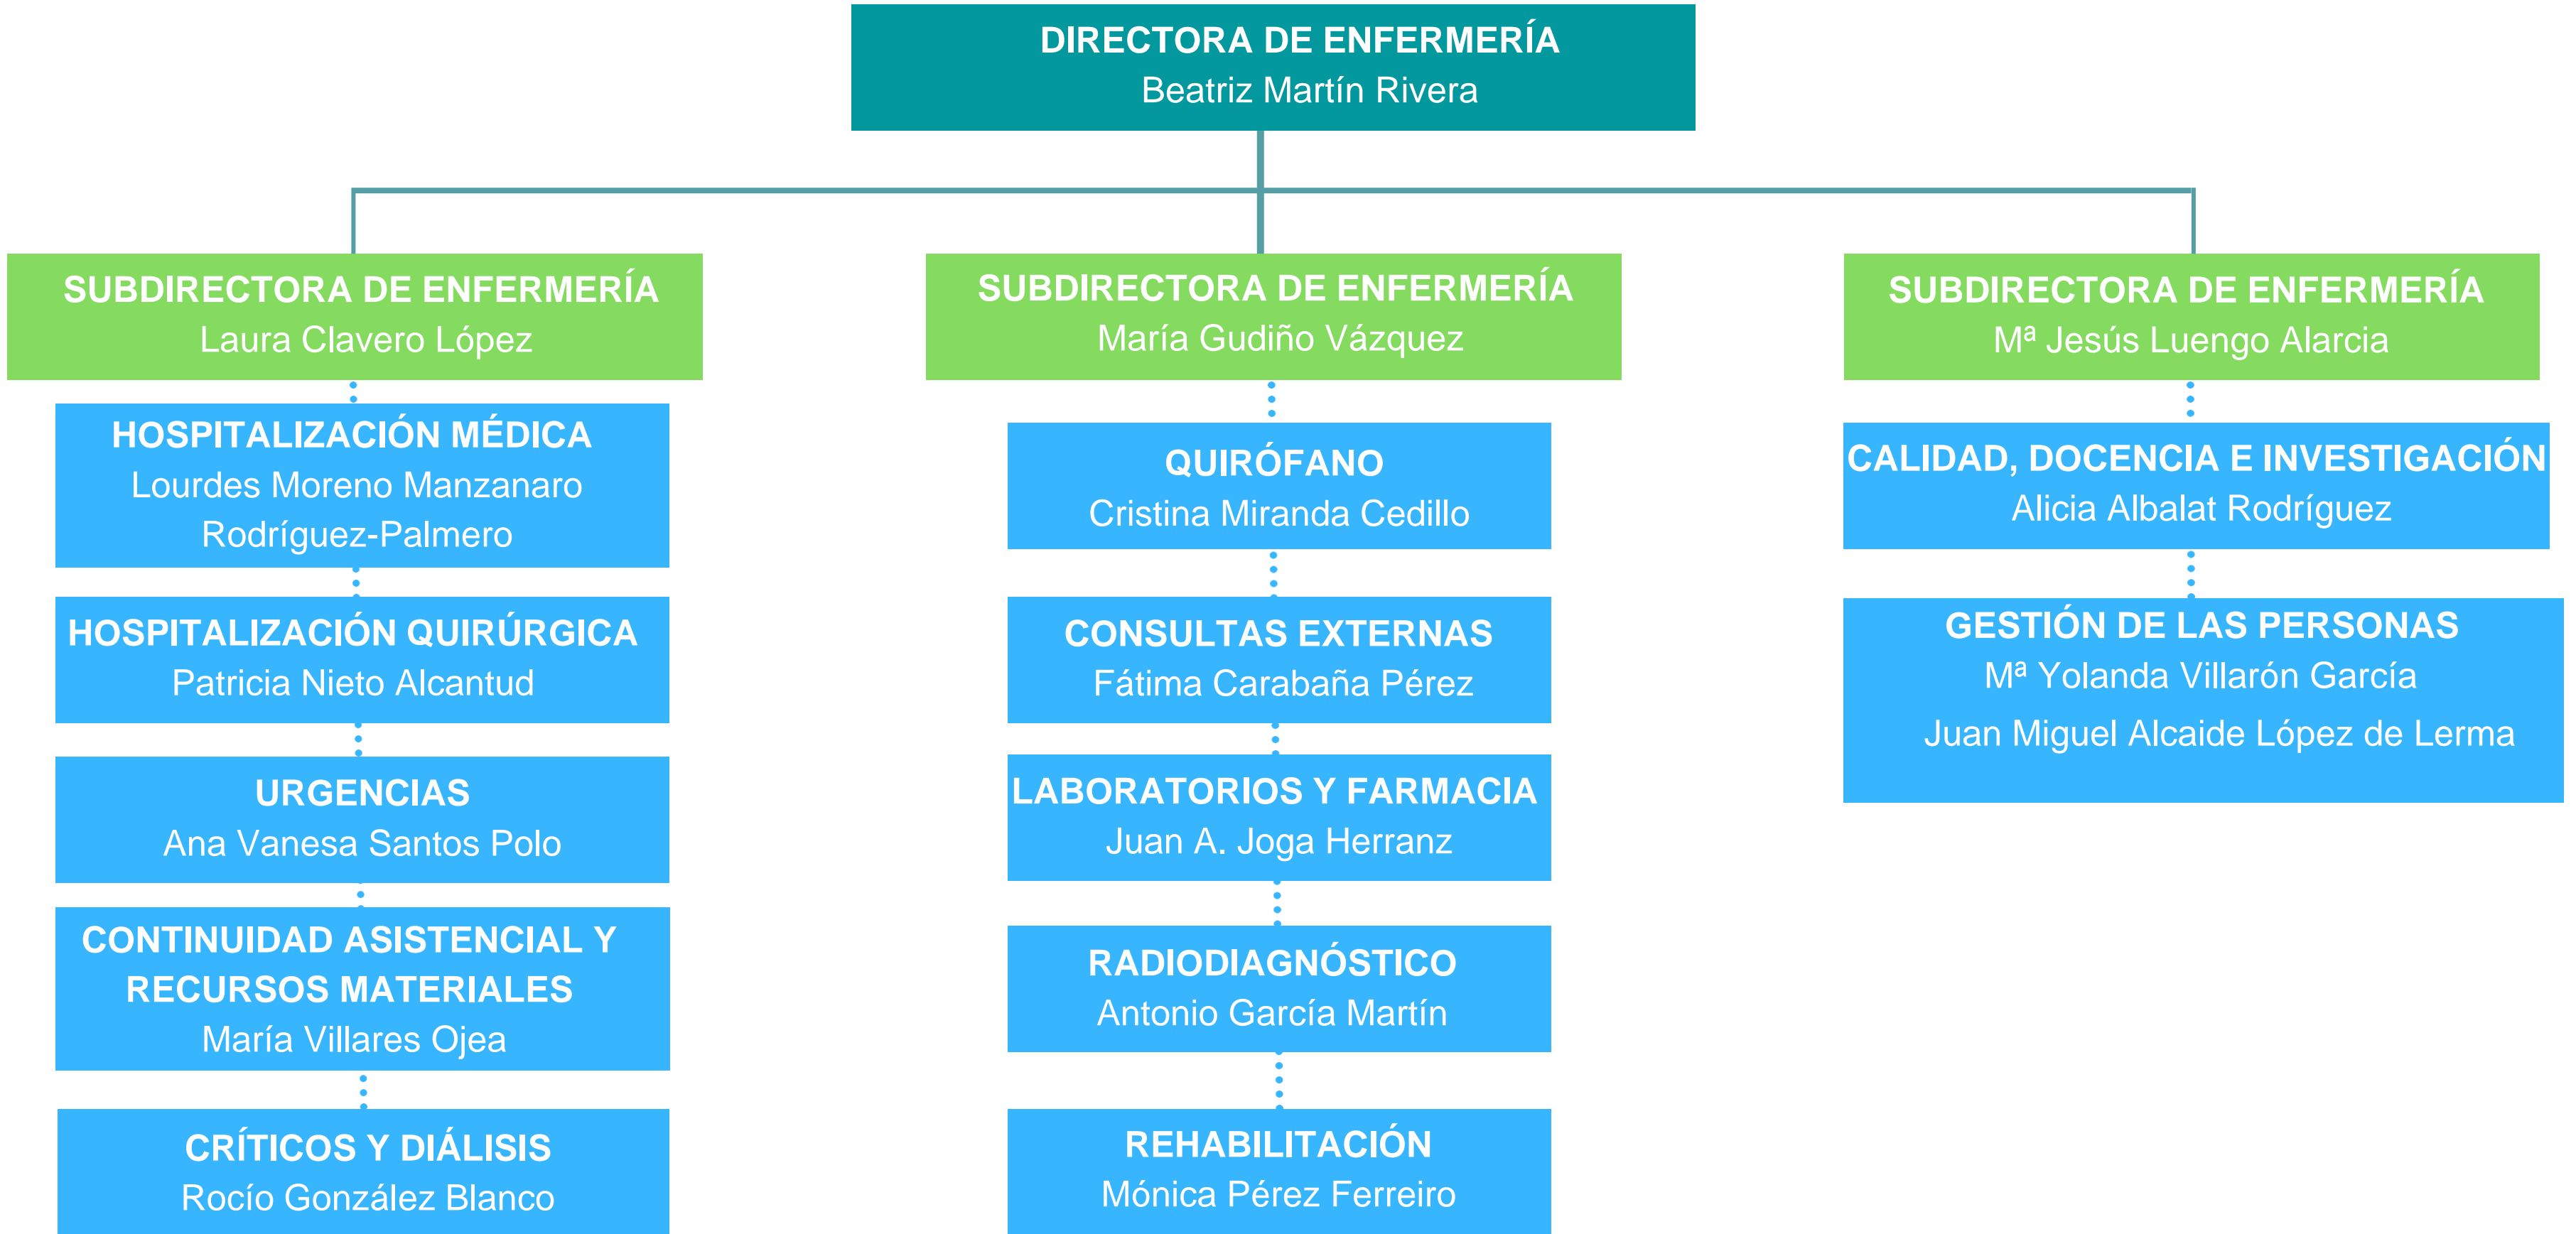 DIRECTORA DE ENFERMERÍA
Beatriz Martín Rivera
SUBDIRECTORA DE ENFERMERÍA
Laura Clavero López
HOSPITALIZACIÓN MÉDICA
Lourdes Moreno Manzanaro
Rodríguez-Palmero
HOSPITALIZACIÓN QUIRÚRGICA
Patricia Nieto Alcantud
URGENCIAS
Ana Vanesa Santos Polo
CONTINUIDAD ASISTENCIAL Y
RECURSOS MATERIALES
María Villares Ojea
CRÍTICOS Y DIÁLISIS
Rocío González Blanco
SUBDIRECTORA DE ENFERMERÍA
María Gudiño Vázquez
QUIRÓFANO
Cristina Miranda Cedillo
CONSULTAS EXTERNAS
Fátima Carabaña Pérez
LABORATORIOS Y FARMACIA
Juan A. Joga Herranz
RADIODIAGNÓSTICO
Antonio García Martín
REHABILITACIÓN
Mónica Pérez Ferreiro
SUBDIRECTORA DE ENFERMERÍA
Mª Jesús Luengo Alarcia
CALIDAD, DOCENCIA E INVESTIGACIÓN
Alicia Albalat Rodríguez
GESTIÓN DE LAS PERSONAS
Mª Yolanda Villarón García
Juan Miguel Alcaide López de Lerma